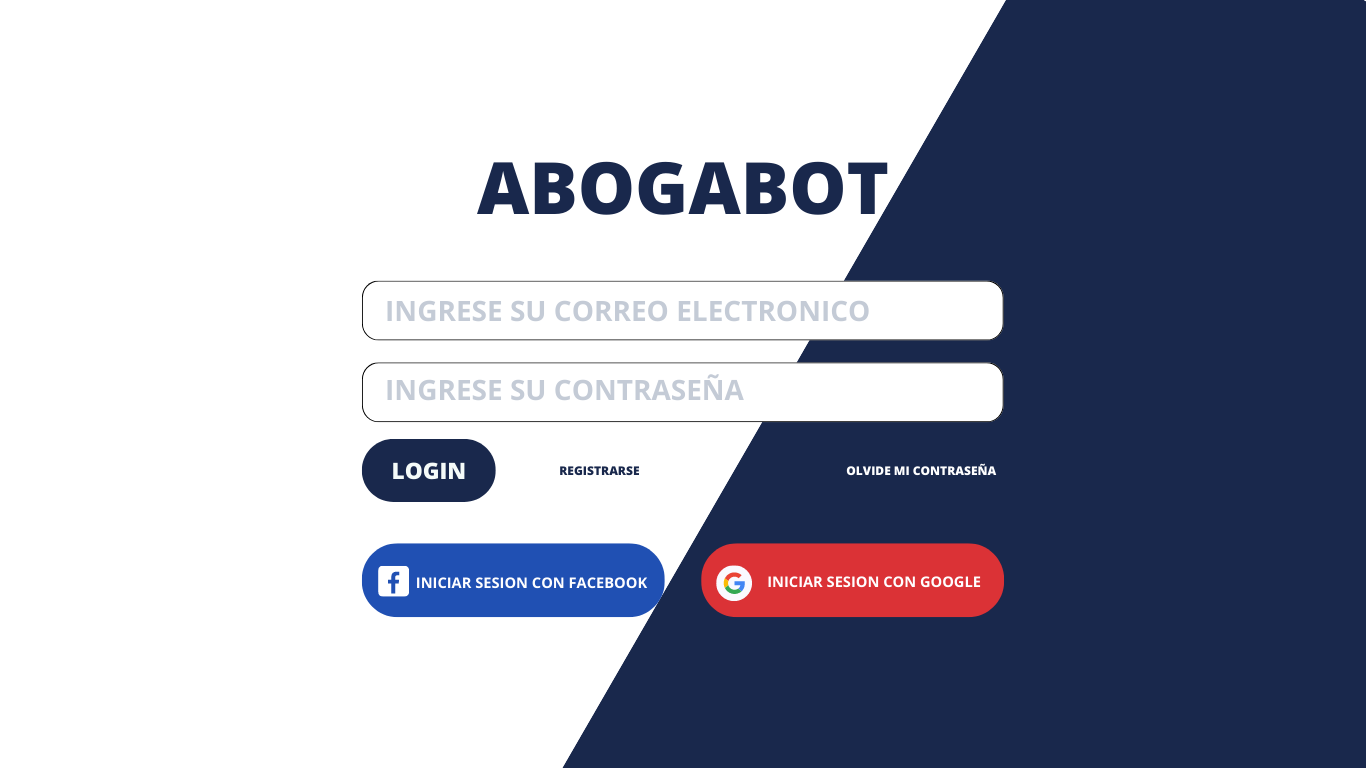 ABOGABOT
INGRESE SU CORREO ELECTRONICO
INGRESE SU CONTRASEÑA
LOGIN
REGISTRARSE
OLVIDE MI CONTRASEÑA
INICIAR SESION CON FACEBOOK
INICIAR SESION CON GOOGLE